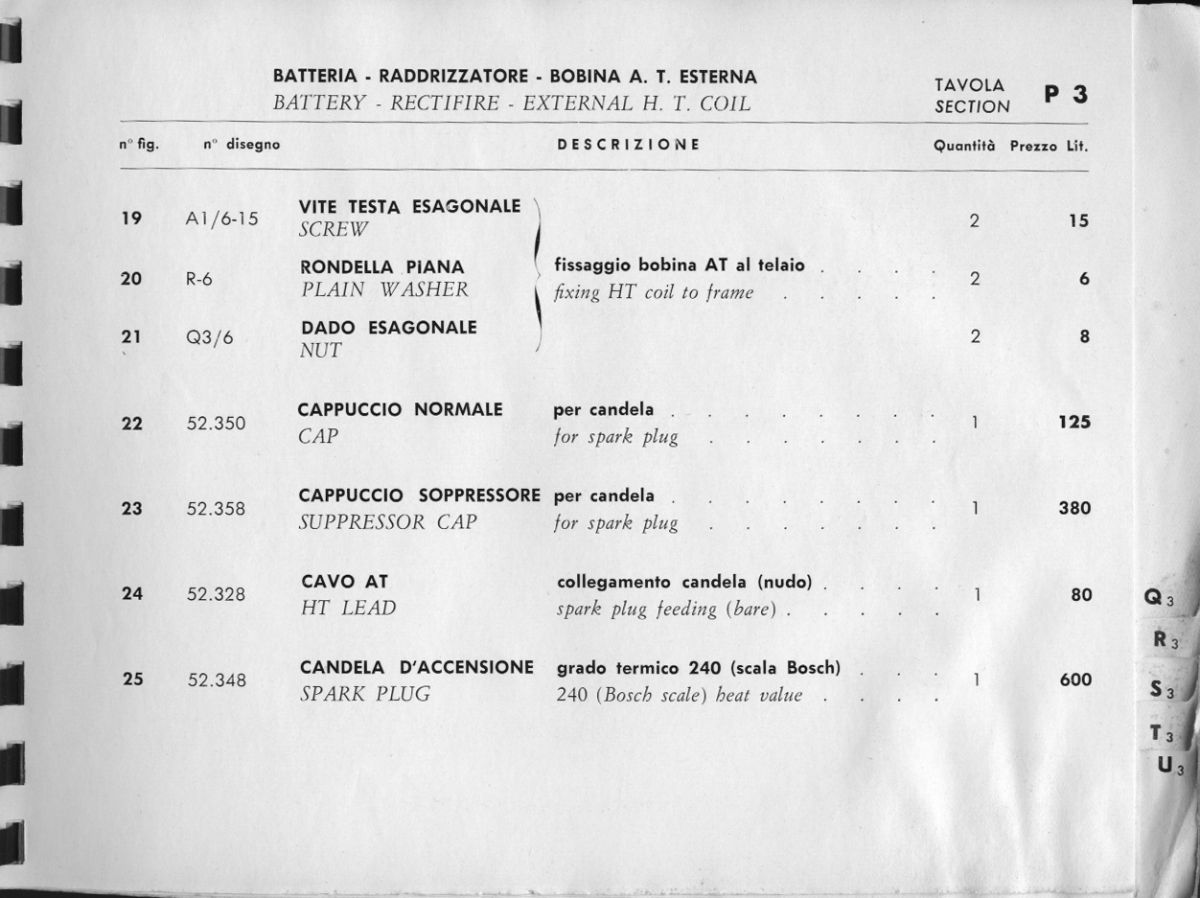 BATTERIA - RADDRIZZATORE - BOBINA A. T. ESTERNA
BATTERY - RECTIFIRE - EXTERNAL H. T. COIL
TAVOLA
SECTION
P 3
n° fig. n° disegno DESCRIZIONE Quantità Prezzo Lit.
19 A1/6-15 VITE TESTA ESAGONALE 2 15
SCREW
20 R-6 RONDELLA PIANA fissaggio bobina AT al telaio . . . . 2 6
PLAIN WASHER fixing HT coil to frame . . . . .
21 Q3/6 DADO ESAGONALE 2 8
NUT
22 52.350 CAPPUCCIO NORMALE per candela . . . . . . . . 1 125
CAP for spark plug . . . . . . .
23 52.358 CAPPUCCIO SOPPRESSORE per candela . . . . . . . . 1 380
SUPPRESSOR CAP for spark plug . . . . . . .
24 52.328 CAVO AT collegamento candela (nudo) . . . . 1 80
HT LEAD spark plug feeding (bare) . . . . .
25 52.348 CANDELA D'ACCENSIONE grado termico 240 (scala Bosch) . . . 1 600
SPARK PLUG 240 (Bosch scale) heat value . . . .
Q 3
R 3
S 3
T 3
U 3